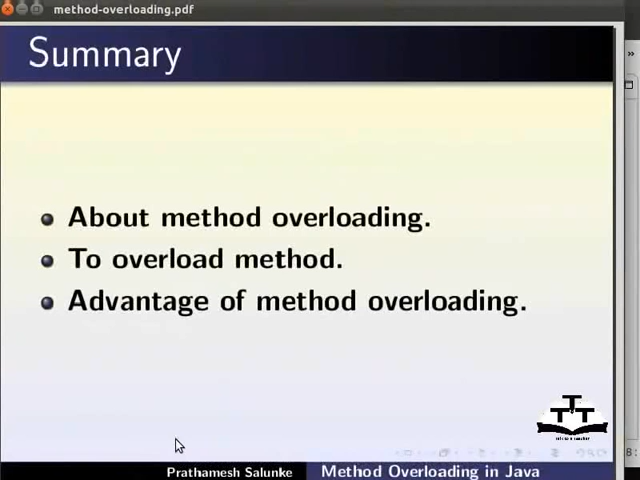 method-overloading.pdf
Summary
About method overloading.
To overload method.
Advantage of method overloading.
TTT
Prathamesh Salunke
Method Overloading in Java